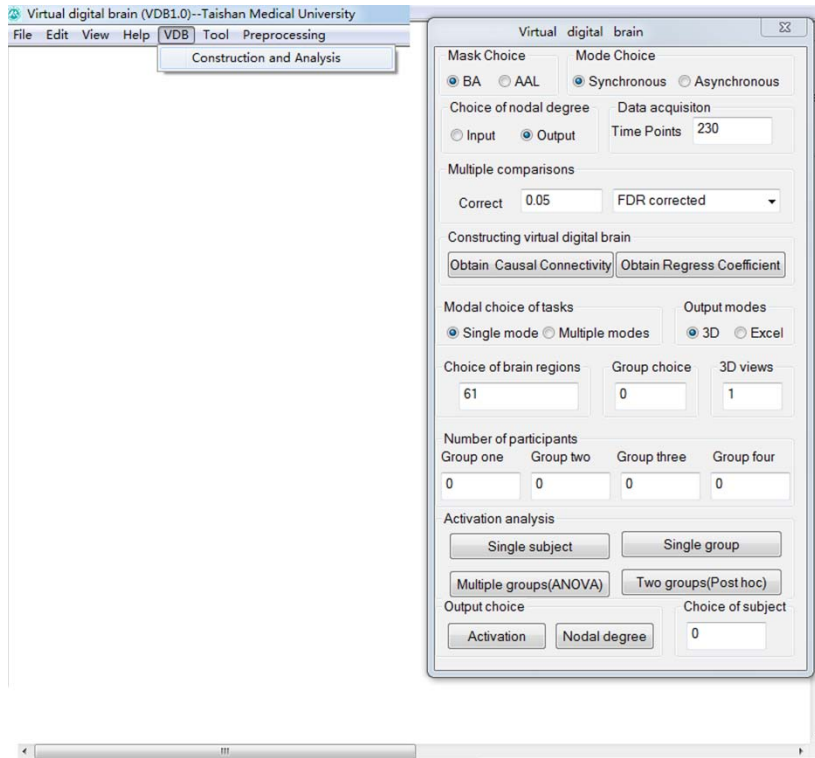 Virtual digital brain (VDB1.0)--Taishan Medical University
File Edit View Help VDB Tool Preprocessing
Construction and Analysis
Virtual digital brain
Mask Choice Mode Choice
BA AAL Synchronous Asynchronous
Choice of nodal degree Data acquisiton
Input Output Time Points 230
Multiple comparisons
Correct 0.05 FDR corrected
Constructing virtual digital brain
Obtain Causal Connectivity Obtain Regress Coefficient
Modal choice of tasks Output modes
Single mode Multiple modes 3D Excel
Choice of brain regions Group choice 3D views
61 0 1
Number of participants
Group one Group two Group three Group four
0 0 0 0
Activation analysis
Single subject Single group
Multiple groups(ANOVA) Two groups(Post hoc)
Output choice Choice of subject
Activation Nodal degree 0